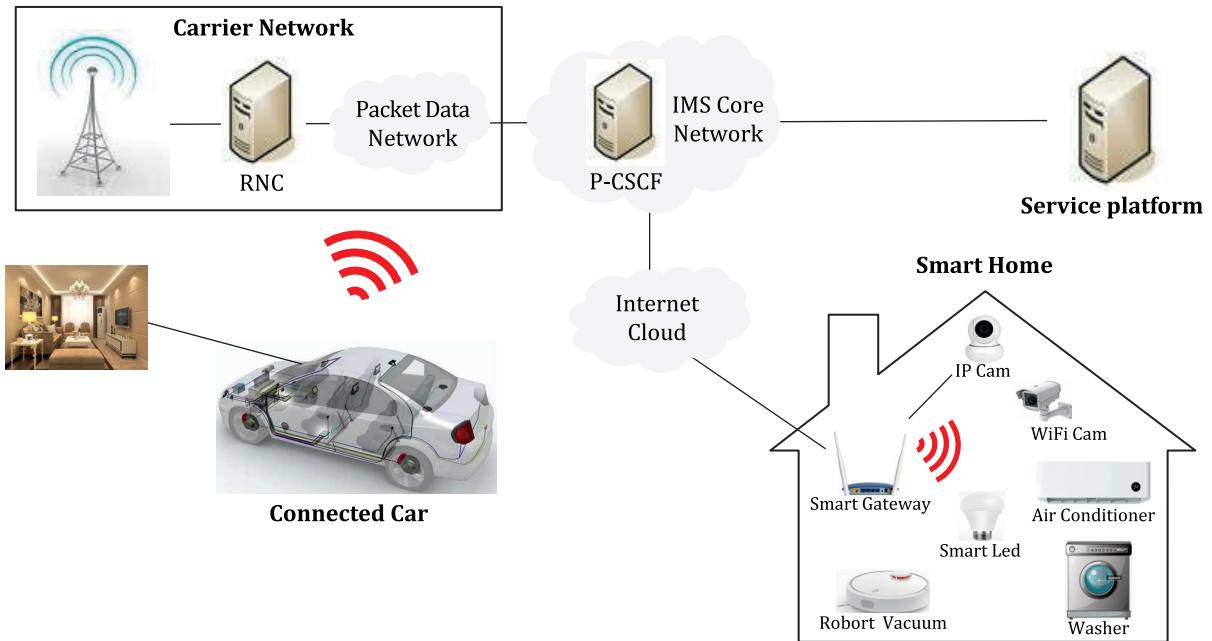 Carrier Network
Packet Data
Network
RNC
IMS Core
Network
P-CSCF
Service platform
Internet
Cloud
Connected Car
Smart Home
IP Cam
WiFi Cam
Smart Gateway
Air Conditioner
Smart Led
Robort Vacuum
Washer